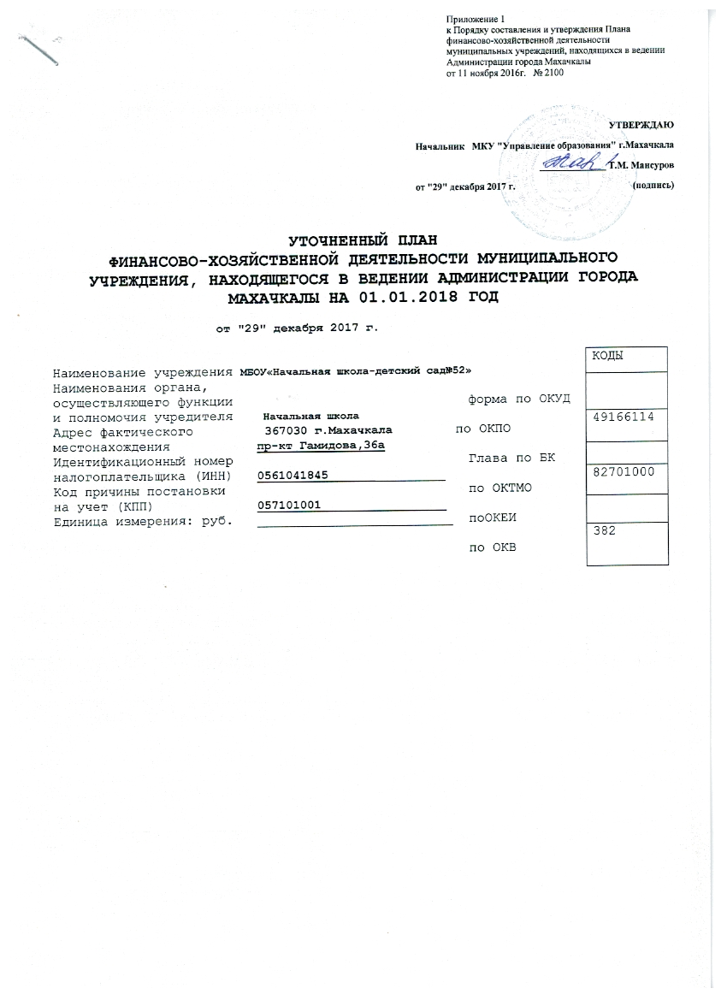 Приложение 1
к Порядку составления и утверждения Плана
финансово-хозяйственной деятельности
муниципальных учреждений, находящихся в ведении
Администрации города Махачкалы
от 11 ноября 2016г.   № 2100
УТВЕРЖДАЮ
Начальник   МКУ "Управление образования" г.Махачкала
Т.М. Мансуров
от "29" декабря 2017 г.
(подпись)
УТОЧНЕННЫЙ ПЛАН
ФИНАНСОВО-ХОЗЯЙСТВЕННОЙ ДЕЯТЕЛЬНОСТИ МУНИЦИПАЛЬНОГО
УЧРЕЖДЕНИЯ, НАХОДЯЩЕГОСЯ В ВЕДЕНИИ АДМИНИСТРАЦИИ ГОРОДА
МАХАЧКАЛЫ НА 01.01.2018 ГОД
от "29" декабря 2017 г.
КОДЫ
Наименование учреждения МБОУ«Начальная школа-детский сад№52»
Наименования органа,
осуществляющего функции форма по ОКУД
и полномочия учредителя Начальная школа 49166114
Адрес фактического 367030 г.Махачкала по ОКПО
местонахождения пр-кт Гамидова,36а
Идентификационный номер Глава по БК
налогоплательщика (ИНН) 0561041845 82701000
Код причины постановки по ОКТМО
на учет (КПП) 057101001
Единица измерения: руб. поОКЕИ
382
по ОКВ